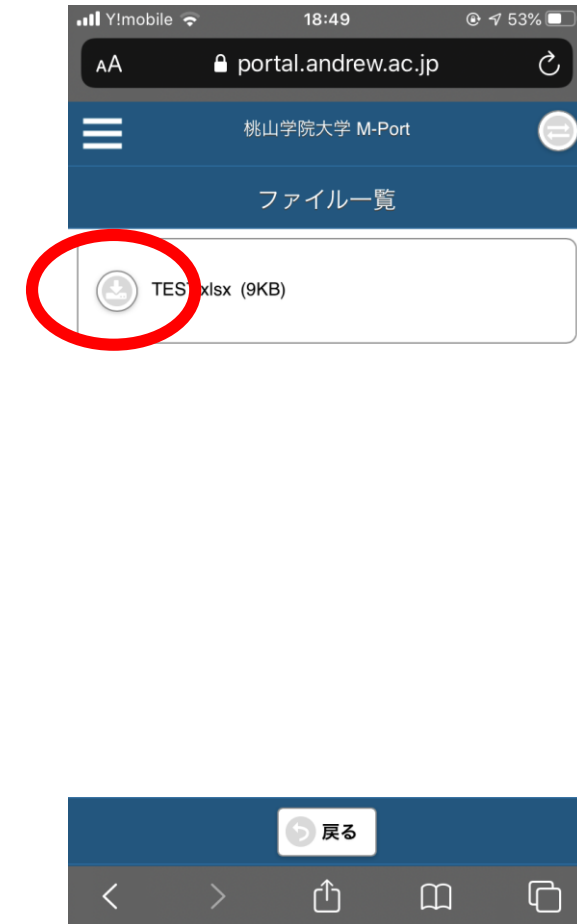 Y!mobile 18:49 53%
AA portal.andrew.ac.jp
桃山学院大学 M-Port
ファイル一覧
TEST.xlsx (9KB)
戻る